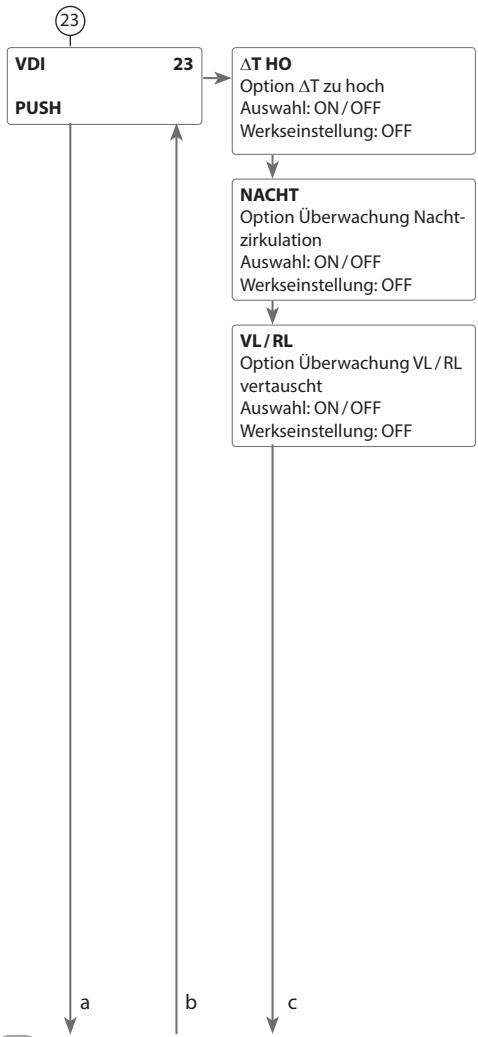 23
VDI 23
PUSH
ΔT HO
Option ΔT zu hoch
Auswahl: ON / OFF
Werkseinstellung: OFF
NACHT
Option Überwachung Nacht-
zirkulation
Auswahl: ON / OFF
Werkseinstellung: OFF
VL / RL
Option Überwachung VL / RL
vertauscht
Auswahl: ON / OFF
Werkseinstellung: OFF
a b c